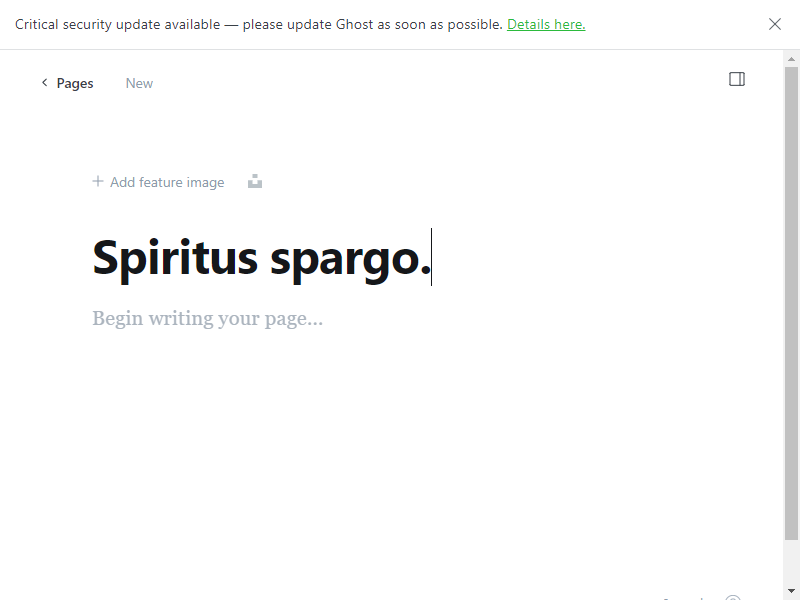 Critical security update available — please update Ghost as soon as possible. Details here.
Pages New
Add feature image
Spiritus spargo.
Begin writing your page...